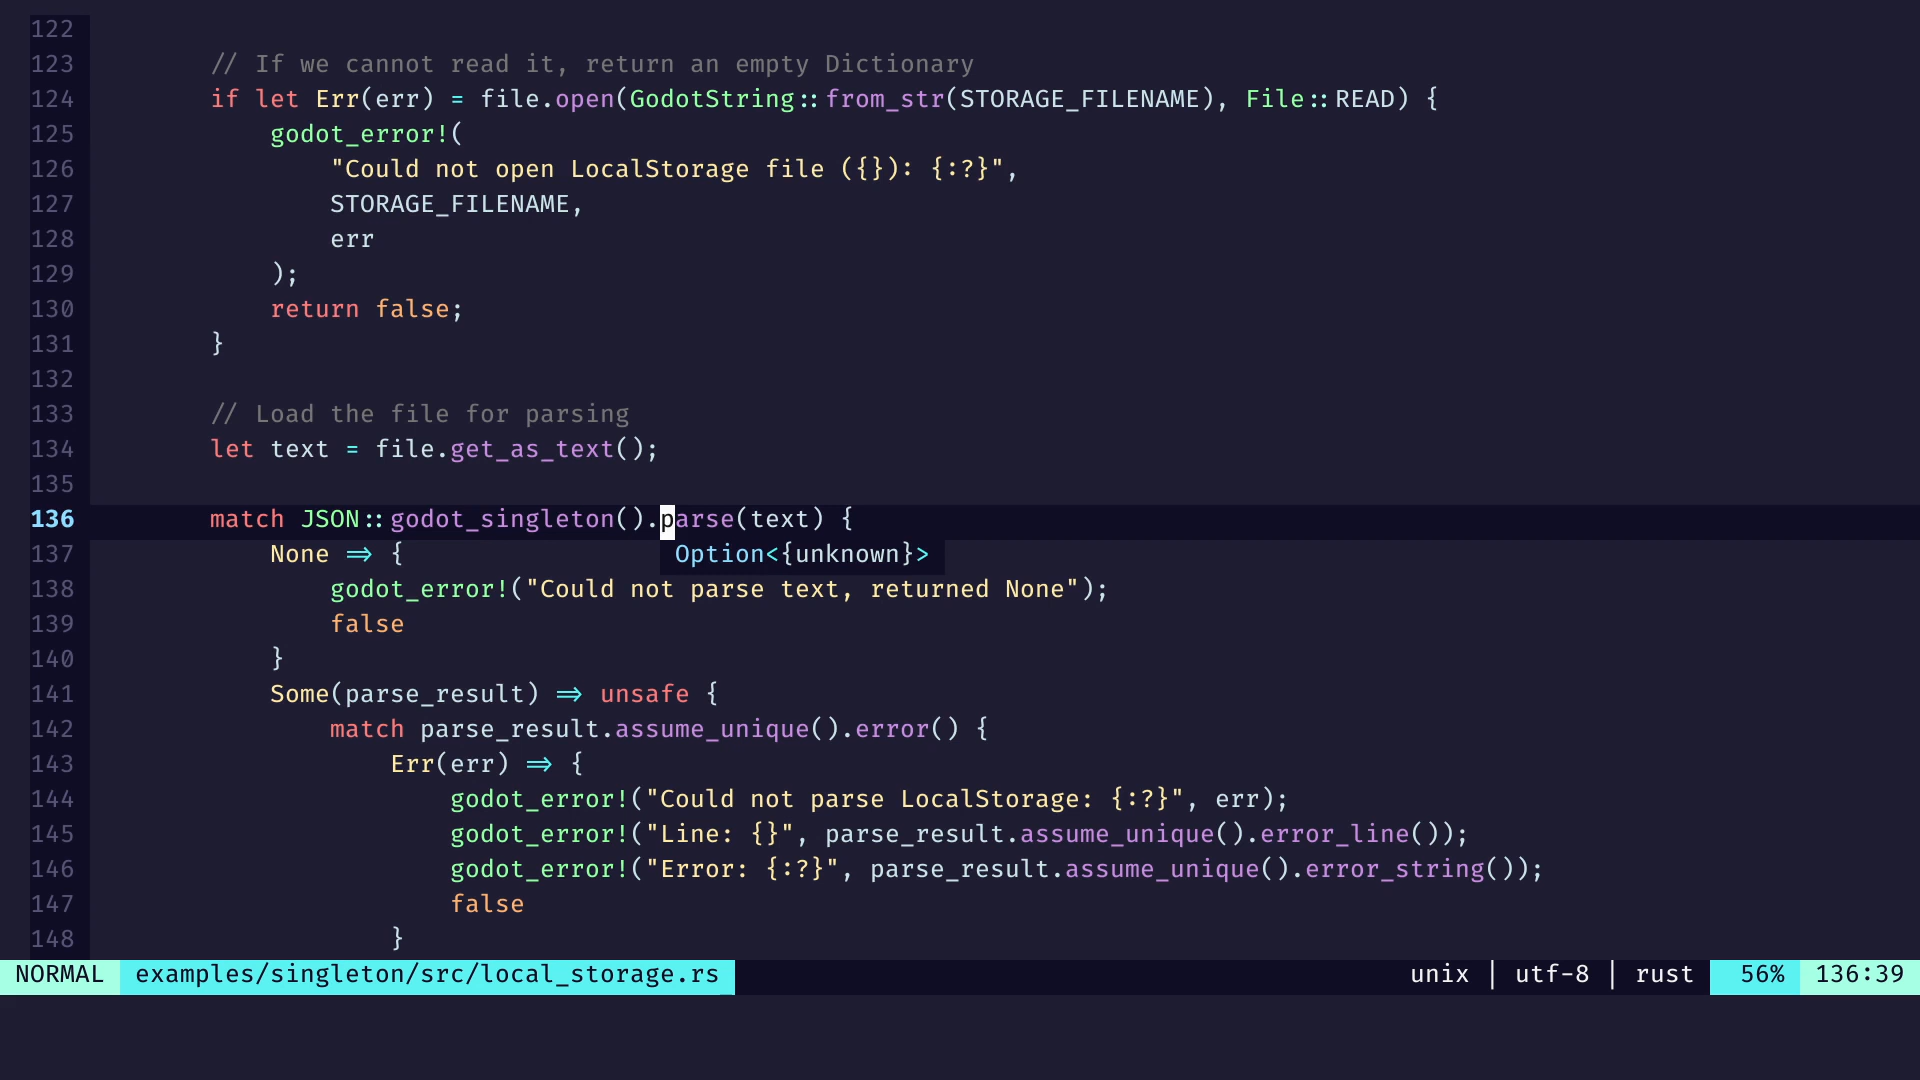 122
123         // If we cannot read it, return an empty Dictionary
124         if let Err(err) = file.open(GodotString::from_str(STORAGE_FILENAME), File::READ) {
125             godot_error!(
126                 "Could not open LocalStorage file ({}): {:?}",
127                 STORAGE_FILENAME,
128                 err
129             );
130             return false;
131         }
132
133         // Load the file for parsing
134         let text = file.get_as_text();
135
136         match JSON::godot_singleton().parse(text) {
137             None => {                  Option<{unknown}>
138                 godot_error!("Could not parse text, returned None");
139                 false
140             }
141             Some(parse_result) => unsafe {
142                 match parse_result.assume_unique().error() {
143                     Err(err) => {
144                         godot_error!("Could not parse LocalStorage: {:?}", err);
145                         godot_error!("Line: {}", parse_result.assume_unique().error_line());
146                         godot_error!("Error: {:?}", parse_result.assume_unique().error_string());
147                         false
148                     }
NORMAL examples/singleton/src/local_storage.rs unix | utf-8 | rust 56% 136:39